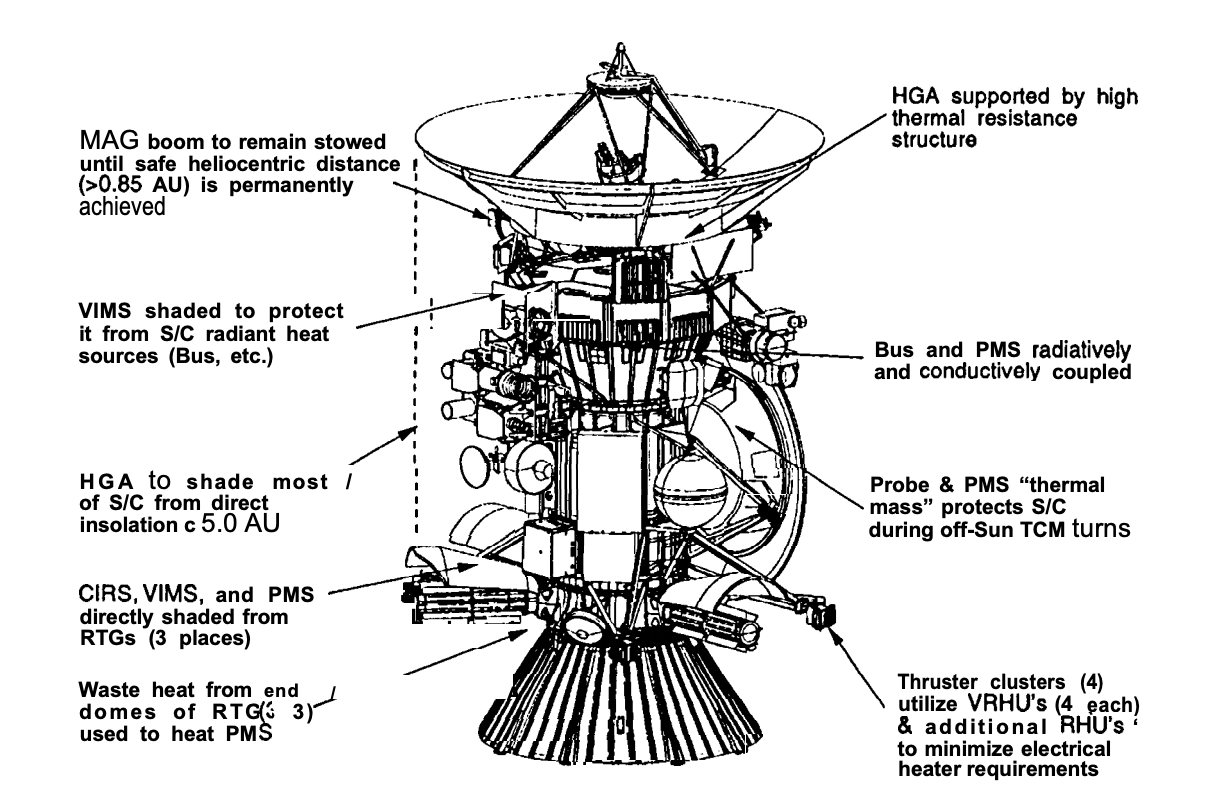 MAG boom to remain stowed
until safe heliocentric distance
(>0.85 AU) is permanently
achieved
VIMS shaded to protect
it from S/C radiant heat
sources (Bus, etc.)
HGA to shade most /
of S/C from direct
insolation c 5.0 AU
CIRS, VIMS, and PMS
directly shaded from
RTGs (3 places)
Waste heat from end /
domes of RTG(3 3)
used to heat PMS
HGA supported by high
thermal resistance
structure
Bus and PMS radiatively
and conductively coupled
Probe & PMS “thermal
mass” protects S/C
during off-Sun TCM turns
Thruster clusters (4)
utilize VRHU's (4 each)
& additional RHU's '
to minimize electrical
heater requirements